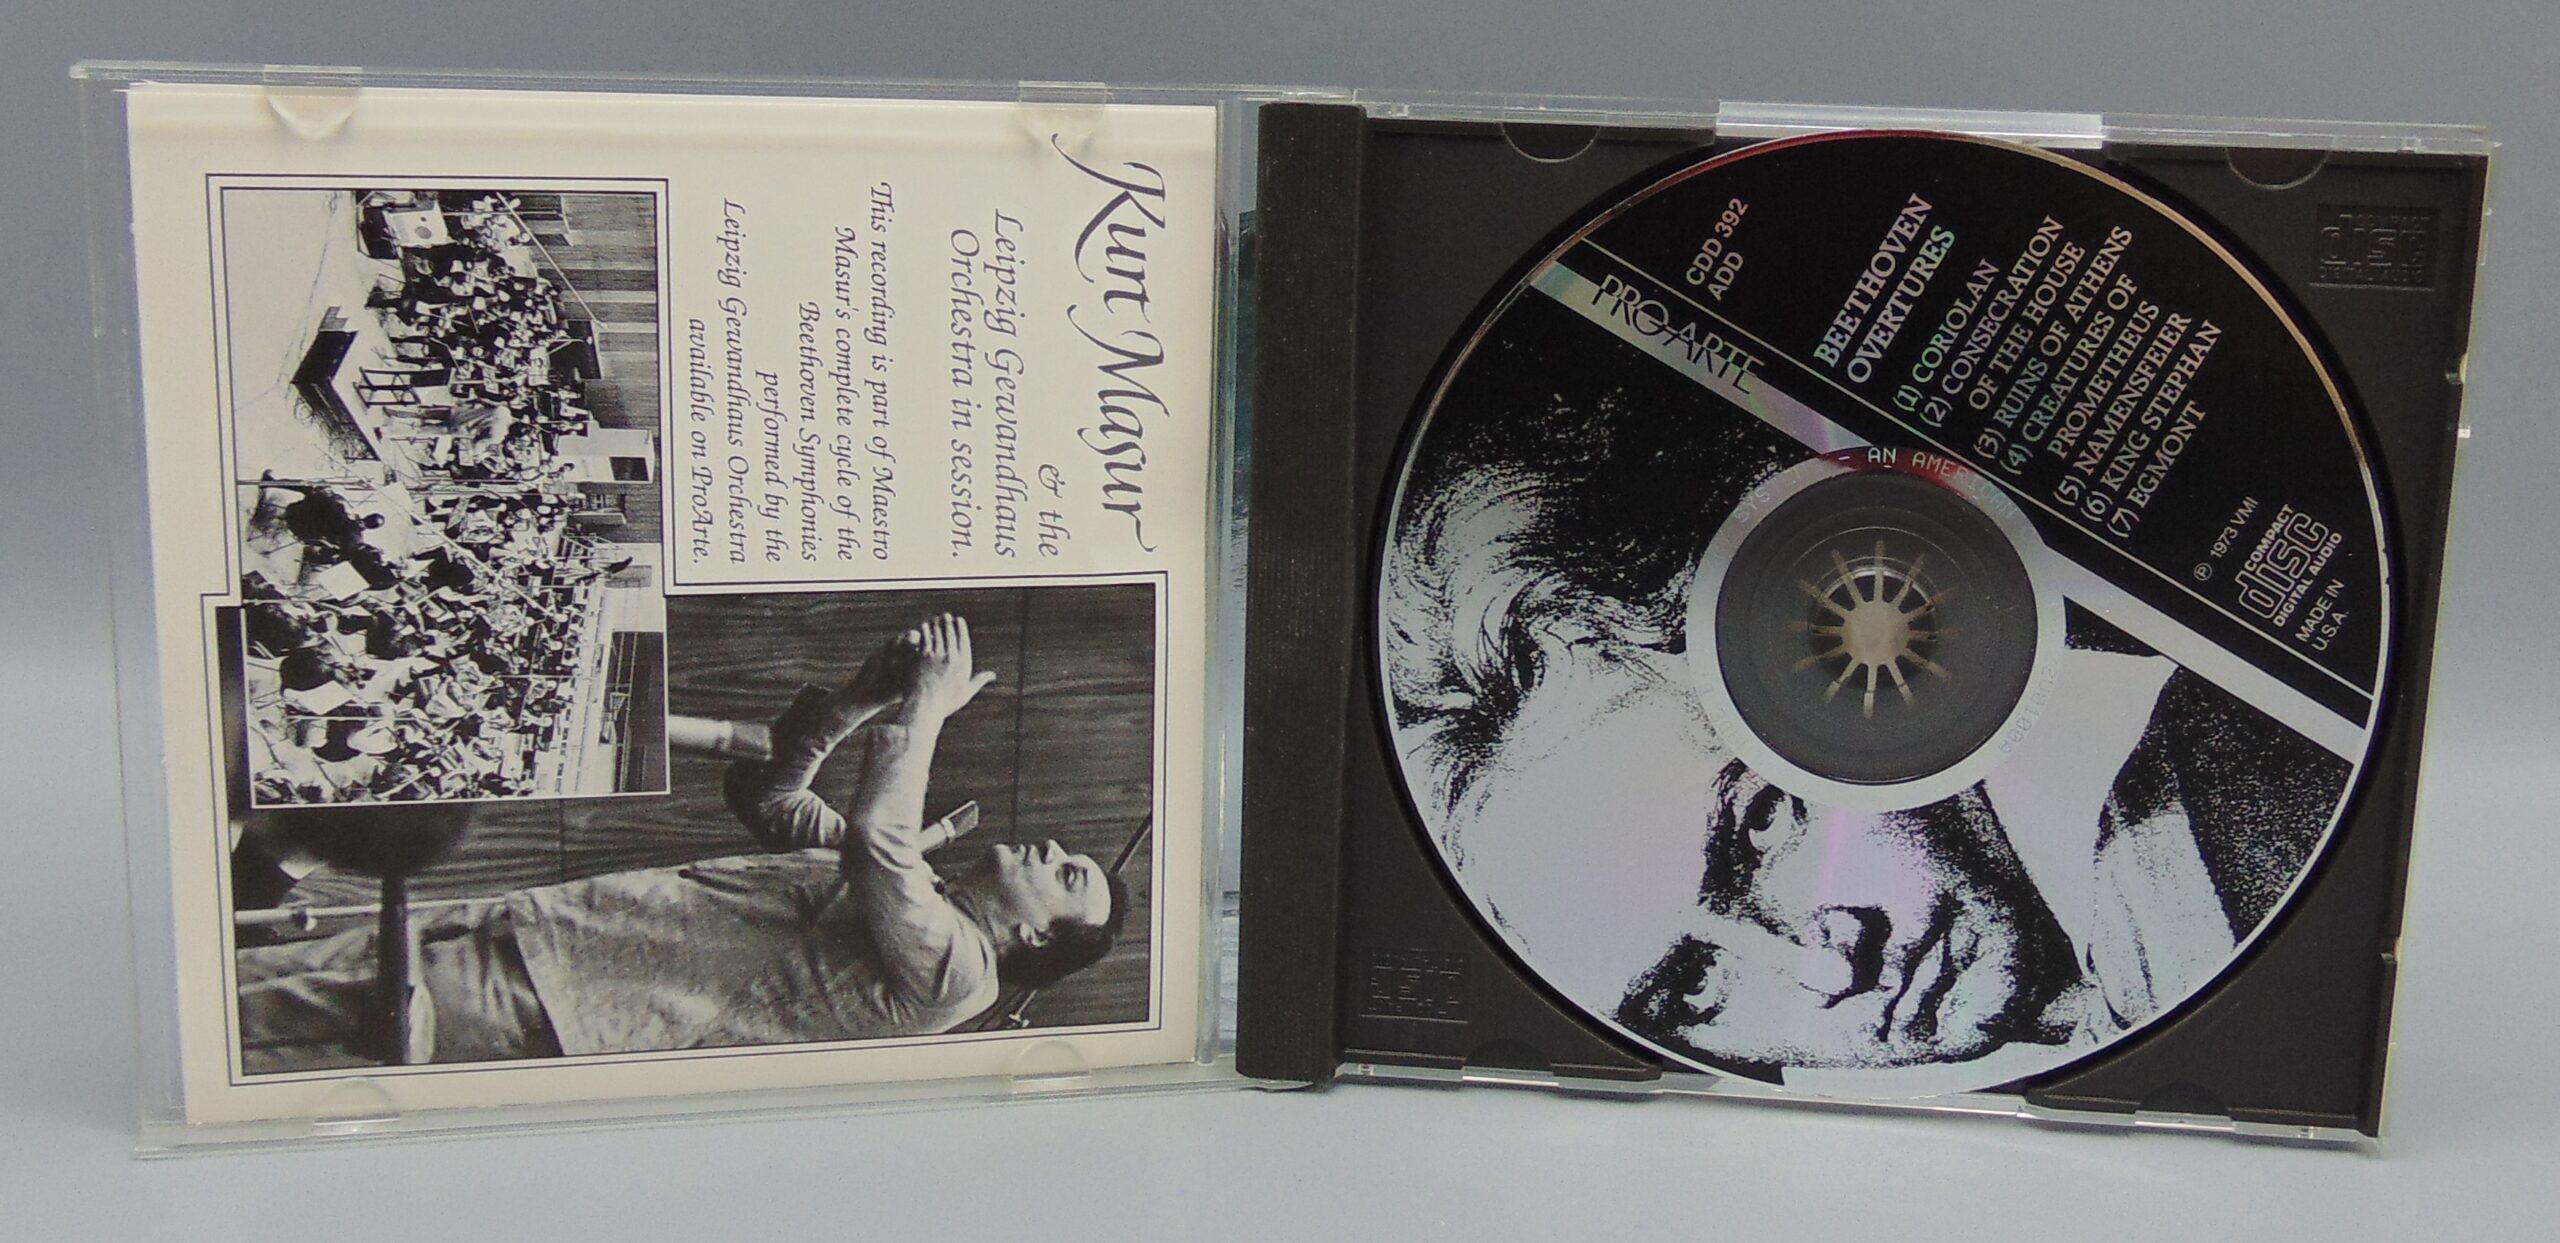 Kurt Masur
& the
Leipzig Gewandhaus
Orchestra in session.
This recording is part of Maestro
Masur's complete cycle of the
Beethoven Symphonies
performed by the
Leipzig Gewandhaus Orchestra
available on ProArte.
CDD 392
ADD
PRO-ARTE
BEETHOVEN
OVERTURES
(1) CORIOLAN
(2) CONSECRATION
OF THE HOUSE
(3) RUINS OF ATHENS
(4) CREATURES OF
PROMETHEUS
(5) NAMENSFEIER
(6) KING STEPHAN
(7) EGMONT
℗ 1973 VMI
COMPACT
disc
DIGITAL AUDIO
MADE IN
U.S.A.
- AN AMERICAN
COMPACT
disc
DIGITAL AUDIO